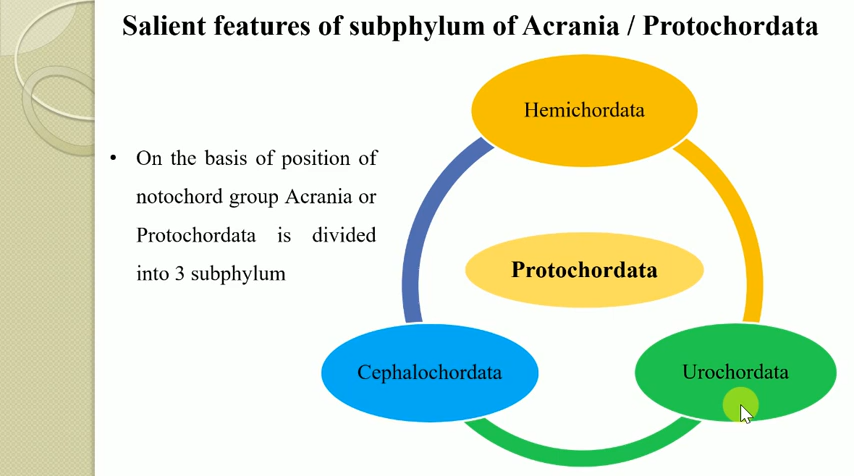 Salient features of subphylum of Acrania / Protochordata
• On the basis of position of
notochord group Acrania or
Protochordata is divided
into 3 subphylum
Hemichordata
Protochordata
Cephalochordata
Urochordata